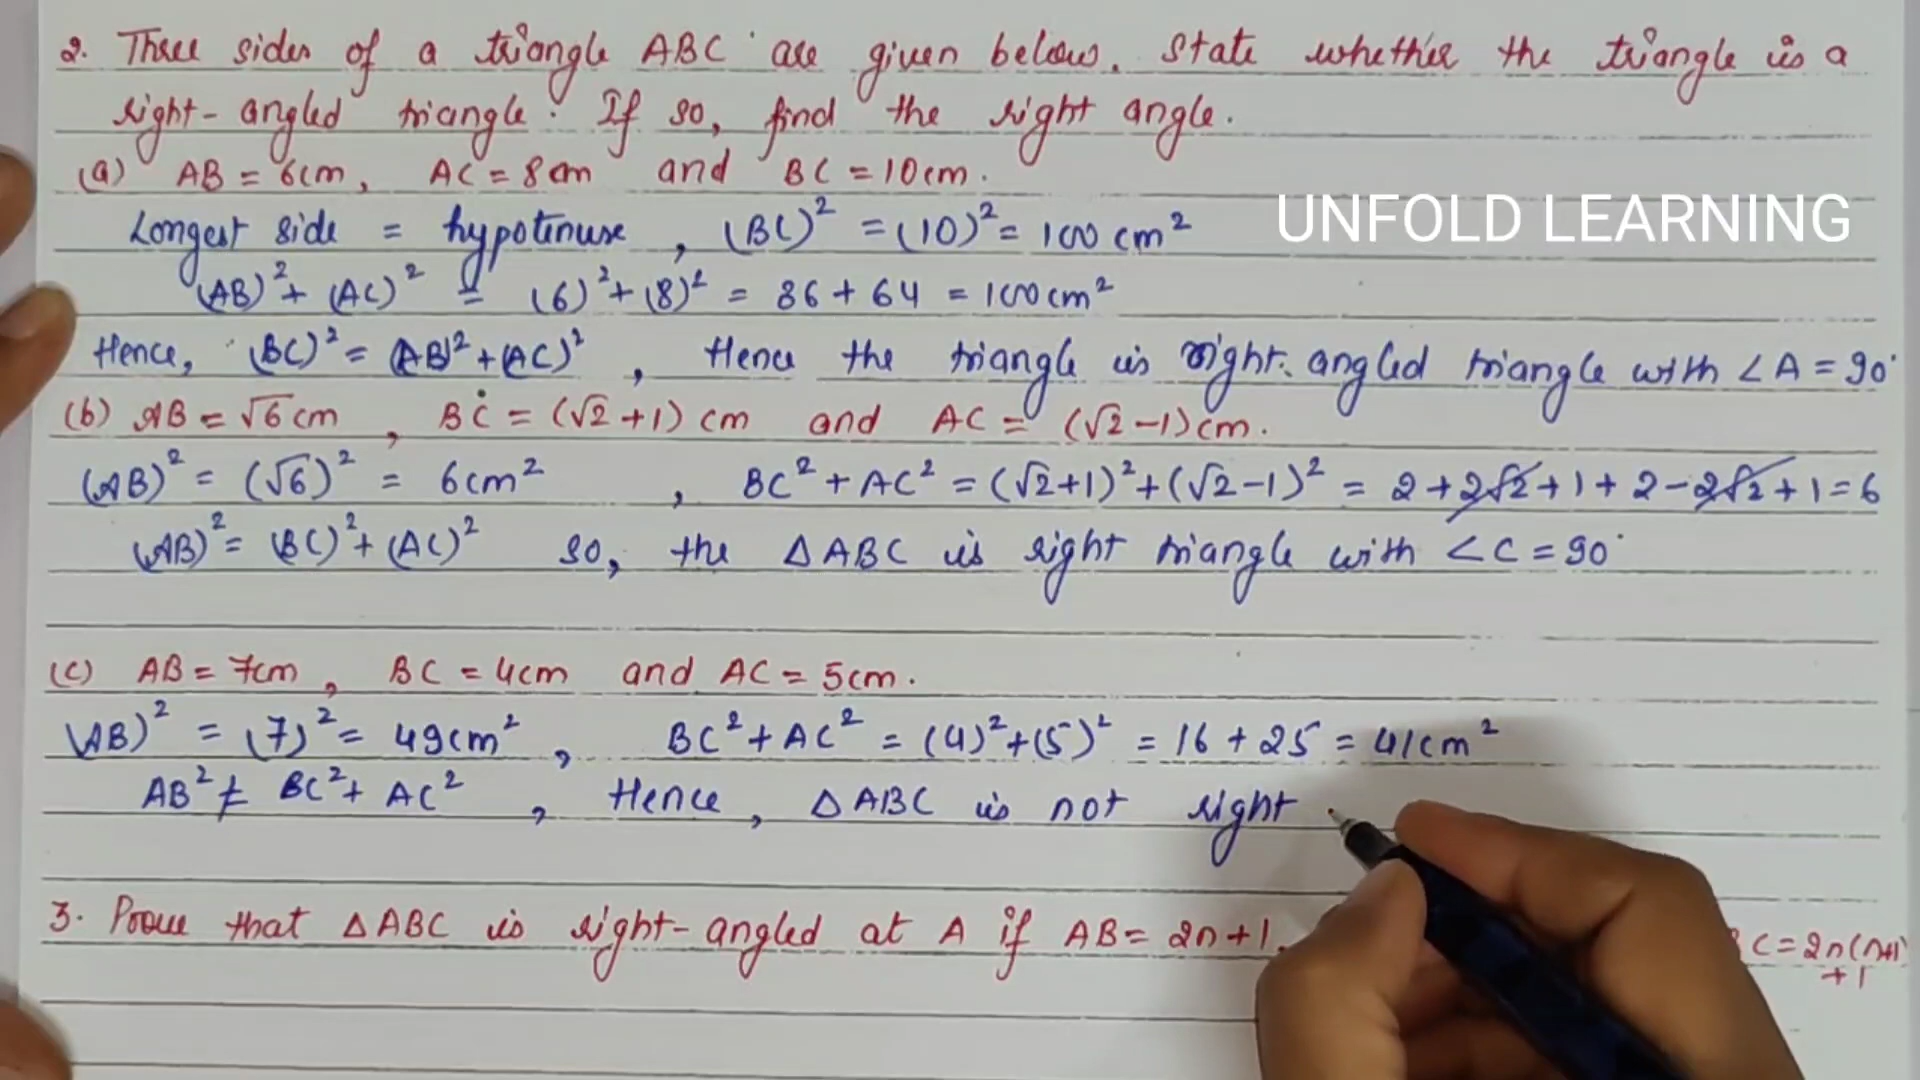 2. Three sides of a triangle ABC are given below. State whether the triangle is a
right-angled triangle. If so, find the right angle.
(a) AB = 6cm, AC = 8cm and BC = 10cm.
UNFOLD LEARNING
Longest side = hypotenuse, (BC)² = (10)² = 100 cm²
(AB)² + (AC)² = (6)² + (8)² = 36 + 64 = 100cm²
Hence, (BC)² = (AB)² + (AC)², Hence the triangle is right-angled triangle with ∠A = 90°
(b) AB = √6 cm, BC = (√2 + 1) cm and AC = (√2 - 1) cm.
(AB)² = (√6)² = 6cm², BC² + AC² = (√2+1)² + (√2-1)² = 2 + 2√2 + 1 + 2 - 2√2 + 1 = 6
(AB)² = (BC)² + (AC)² so, the △ABC is right triangle with ∠C = 90°
(c) AB = 7cm, BC = 4cm and AC = 5cm.
(AB)² = (7)² = 49cm², BC² + AC² = (4)² + (5)² = 16 + 25 = 41cm²
AB² ≠ BC² + AC², Hence, △ABC is not right
3. Prove that △ABC is right-angled at A if AB = 2n+1, C = 2n(n+1)
+1